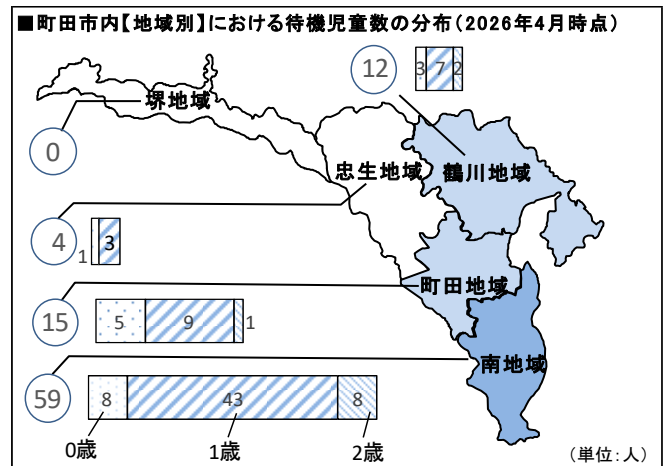 ■町田市内【地域別】における待機児童数の分布(2026年4月時点)
12
3 7 2
堺地域
0
忠生地域
鶴川地域
4
1 3
町田地域
15
5 9 1
南地域
59
8 43 8
0歳 1歳 2歳
(単位:人)